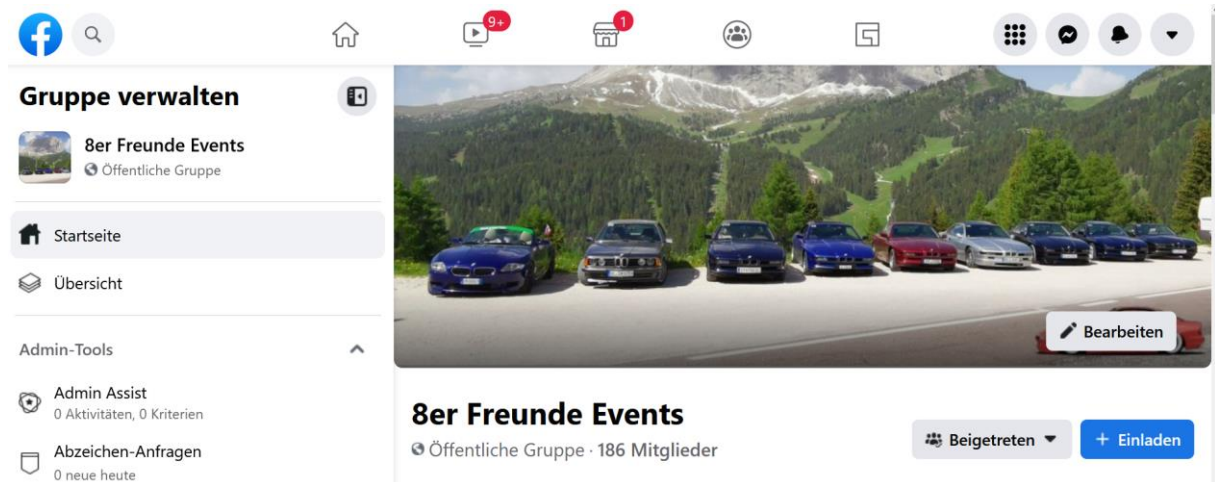 9+
1
Gruppe verwalten
8er Freunde Events
Öffentliche Gruppe
Startseite
Übersicht
Admin-Tools
Admin Assist
0 Aktivitäten, 0 Kriterien
Abzeichen-Anfragen
0 neue heute
Bearbeiten
8er Freunde Events
Öffentliche Gruppe · 186 Mitglieder
Beigetreten
+ Einladen